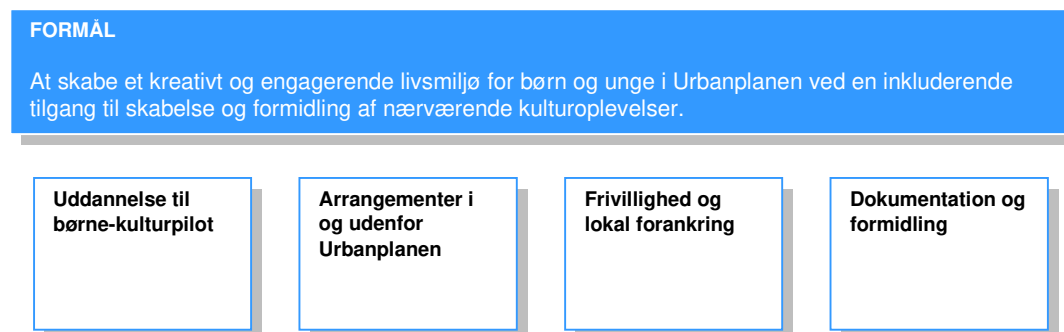 FORMÅL
At skabe et kreativt og engagerende livsmiljø for børn og unge i Urbanplanen ved en inkluderende
tilgang til skabelse og formidling af nærværende kulturoplevelser.
Uddannelse til
børne-kulturpilot
Arrangementer i
og udenfor
Urbanplanen
Frivillighed og
lokal forankring
Dokumentation og
formidling